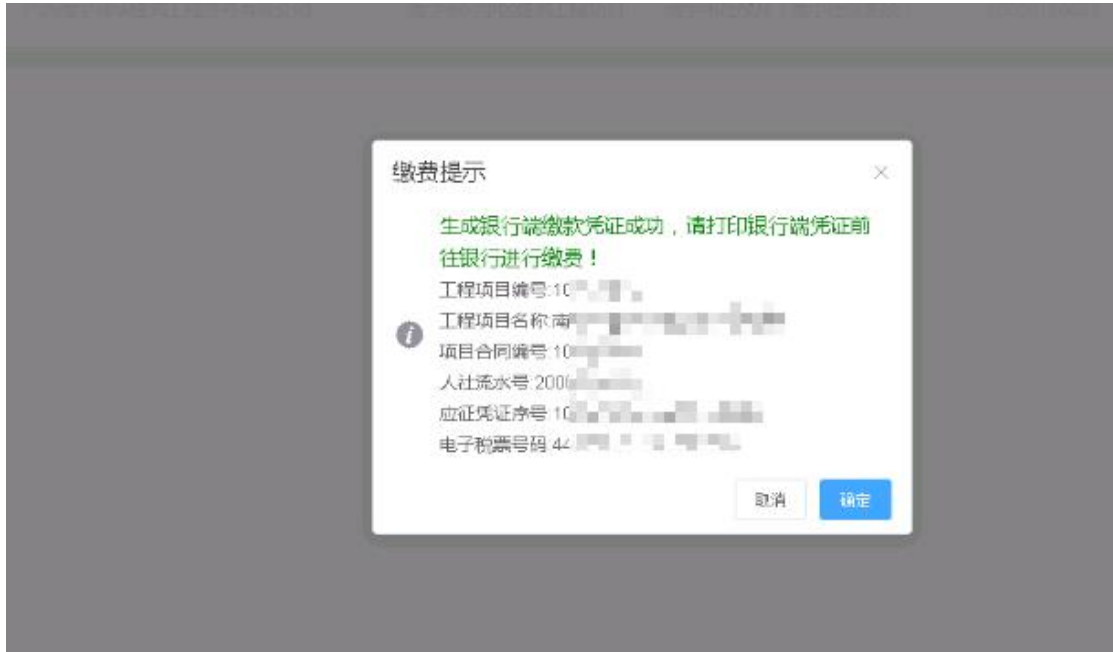 缴费提示
生成银行端缴款凭证成功，请打印银行端凭证前
往银行进行缴费！
工程项目编号:10
工程项目名称:南
项目合同编号:10
人社流水号:200
应征凭证序号:10
电子税票号码:44
取消 确定